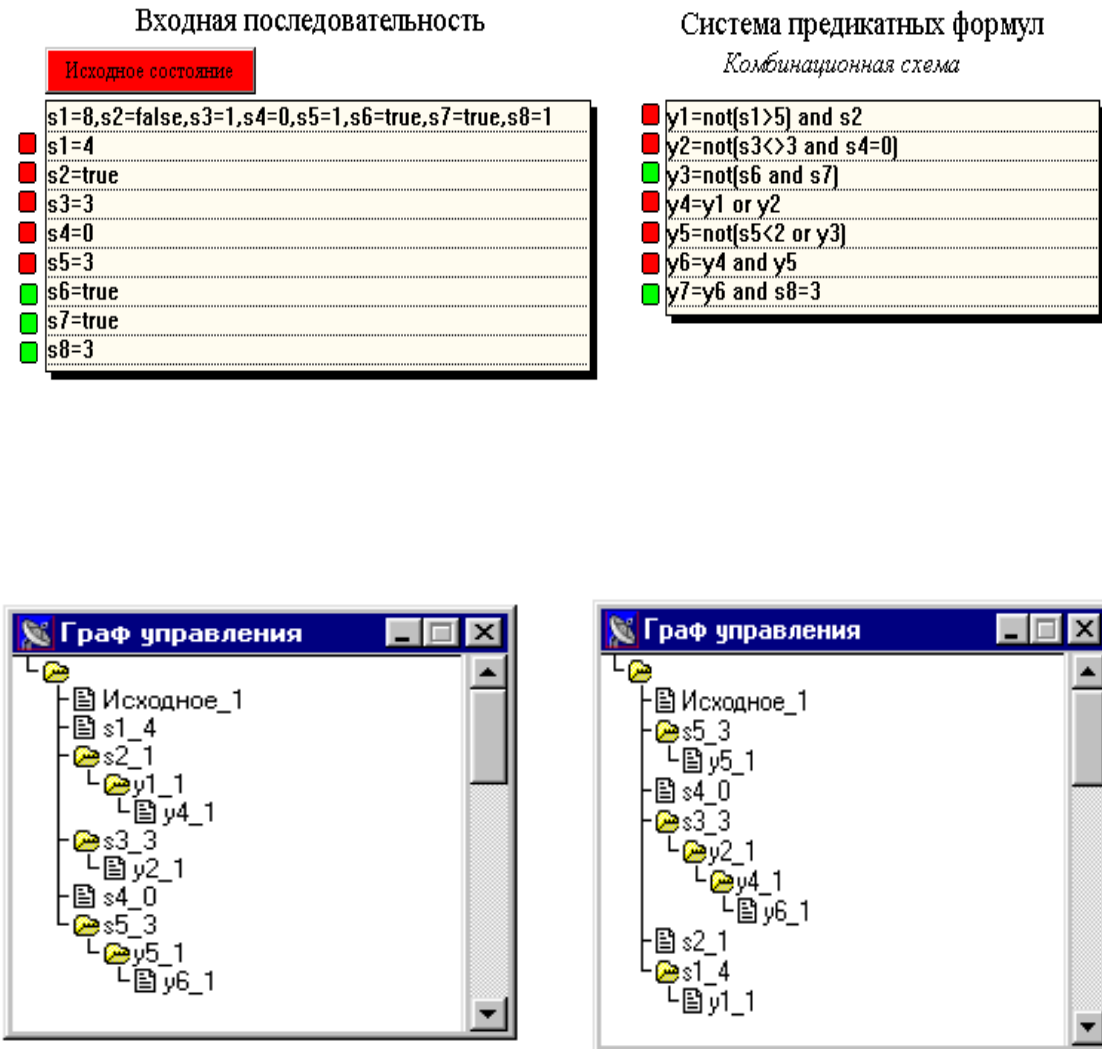 Входная последовательность
Исходное состояние
s1=8,s2=false,s3=1,s4=0,s5=1,s6=true,s7=true,s8=1
s1=4
s2=true
s3=3
s4=0
s5=3
s6=true
s7=true
s8=3
Система предикатных формул
Комбинационная схема
y1=not(s1>5) and s2
y2=not(s3<>3 and s4=0)
y3=not(s6 and s7)
y4=y1 or y2
y5=not(s5<2 or y3)
y6=y4 and y5
y7=y6 and s8=3
Граф управления
Исходное_1
s1_4
s2_1
y1_1
y4_1
s3_3
y2_1
s4_0
s5_3
y5_1
y6_1
Граф управления
Исходное_1
s5_3
y5_1
s4_0
s3_3
y2_1
y4_1
y6_1
s2_1
s1_4
y1_1